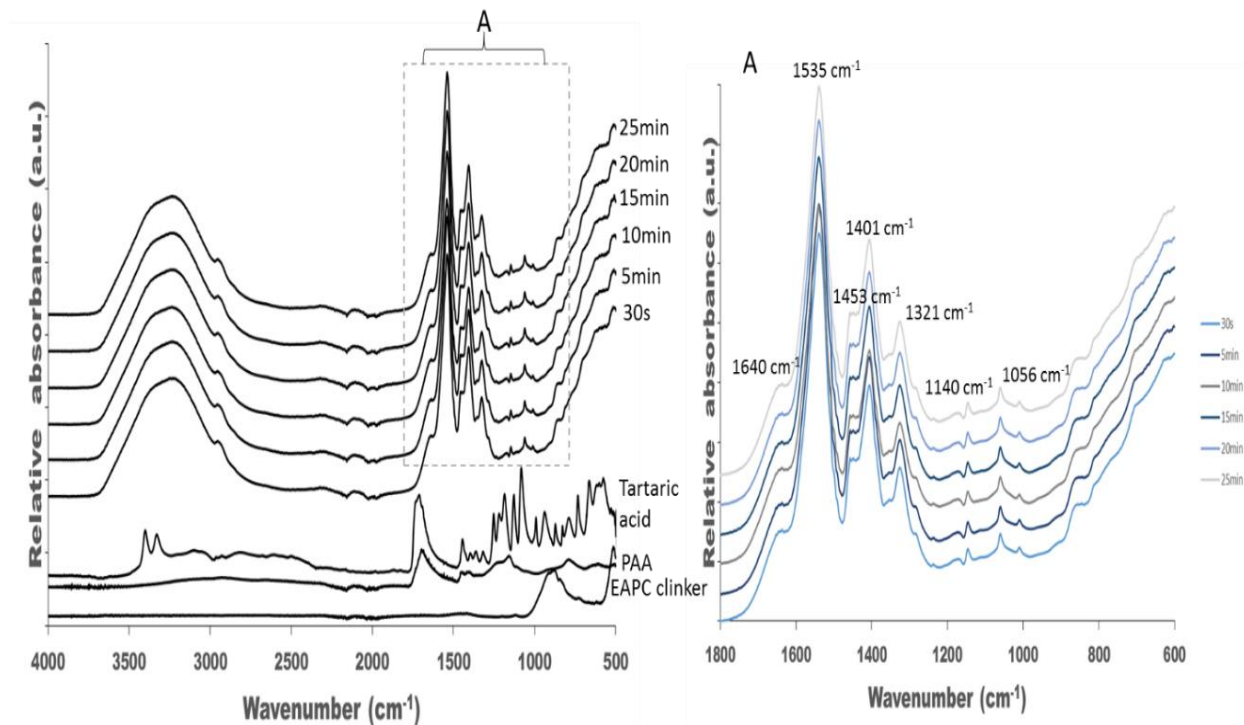 A
25min
20min
15min
10min
5min
30s
Tartaric
acid
PAA
EAPC clinker
Relative absorbance (a.u.)
4000 3500 3000 2500 2000 1500 1000 500
Wavenumber (cm-1)
A
1535 cm-1
1401 cm-1
1453 cm-1
1321 cm-1
1640 cm-1
1140 cm-1
1056 cm-1
Relative absorbance (a.u.)
30s
5min
10min
15min
20min
25min
1800 1600 1400 1200 1000 800 600
Wavenumber (cm-1)